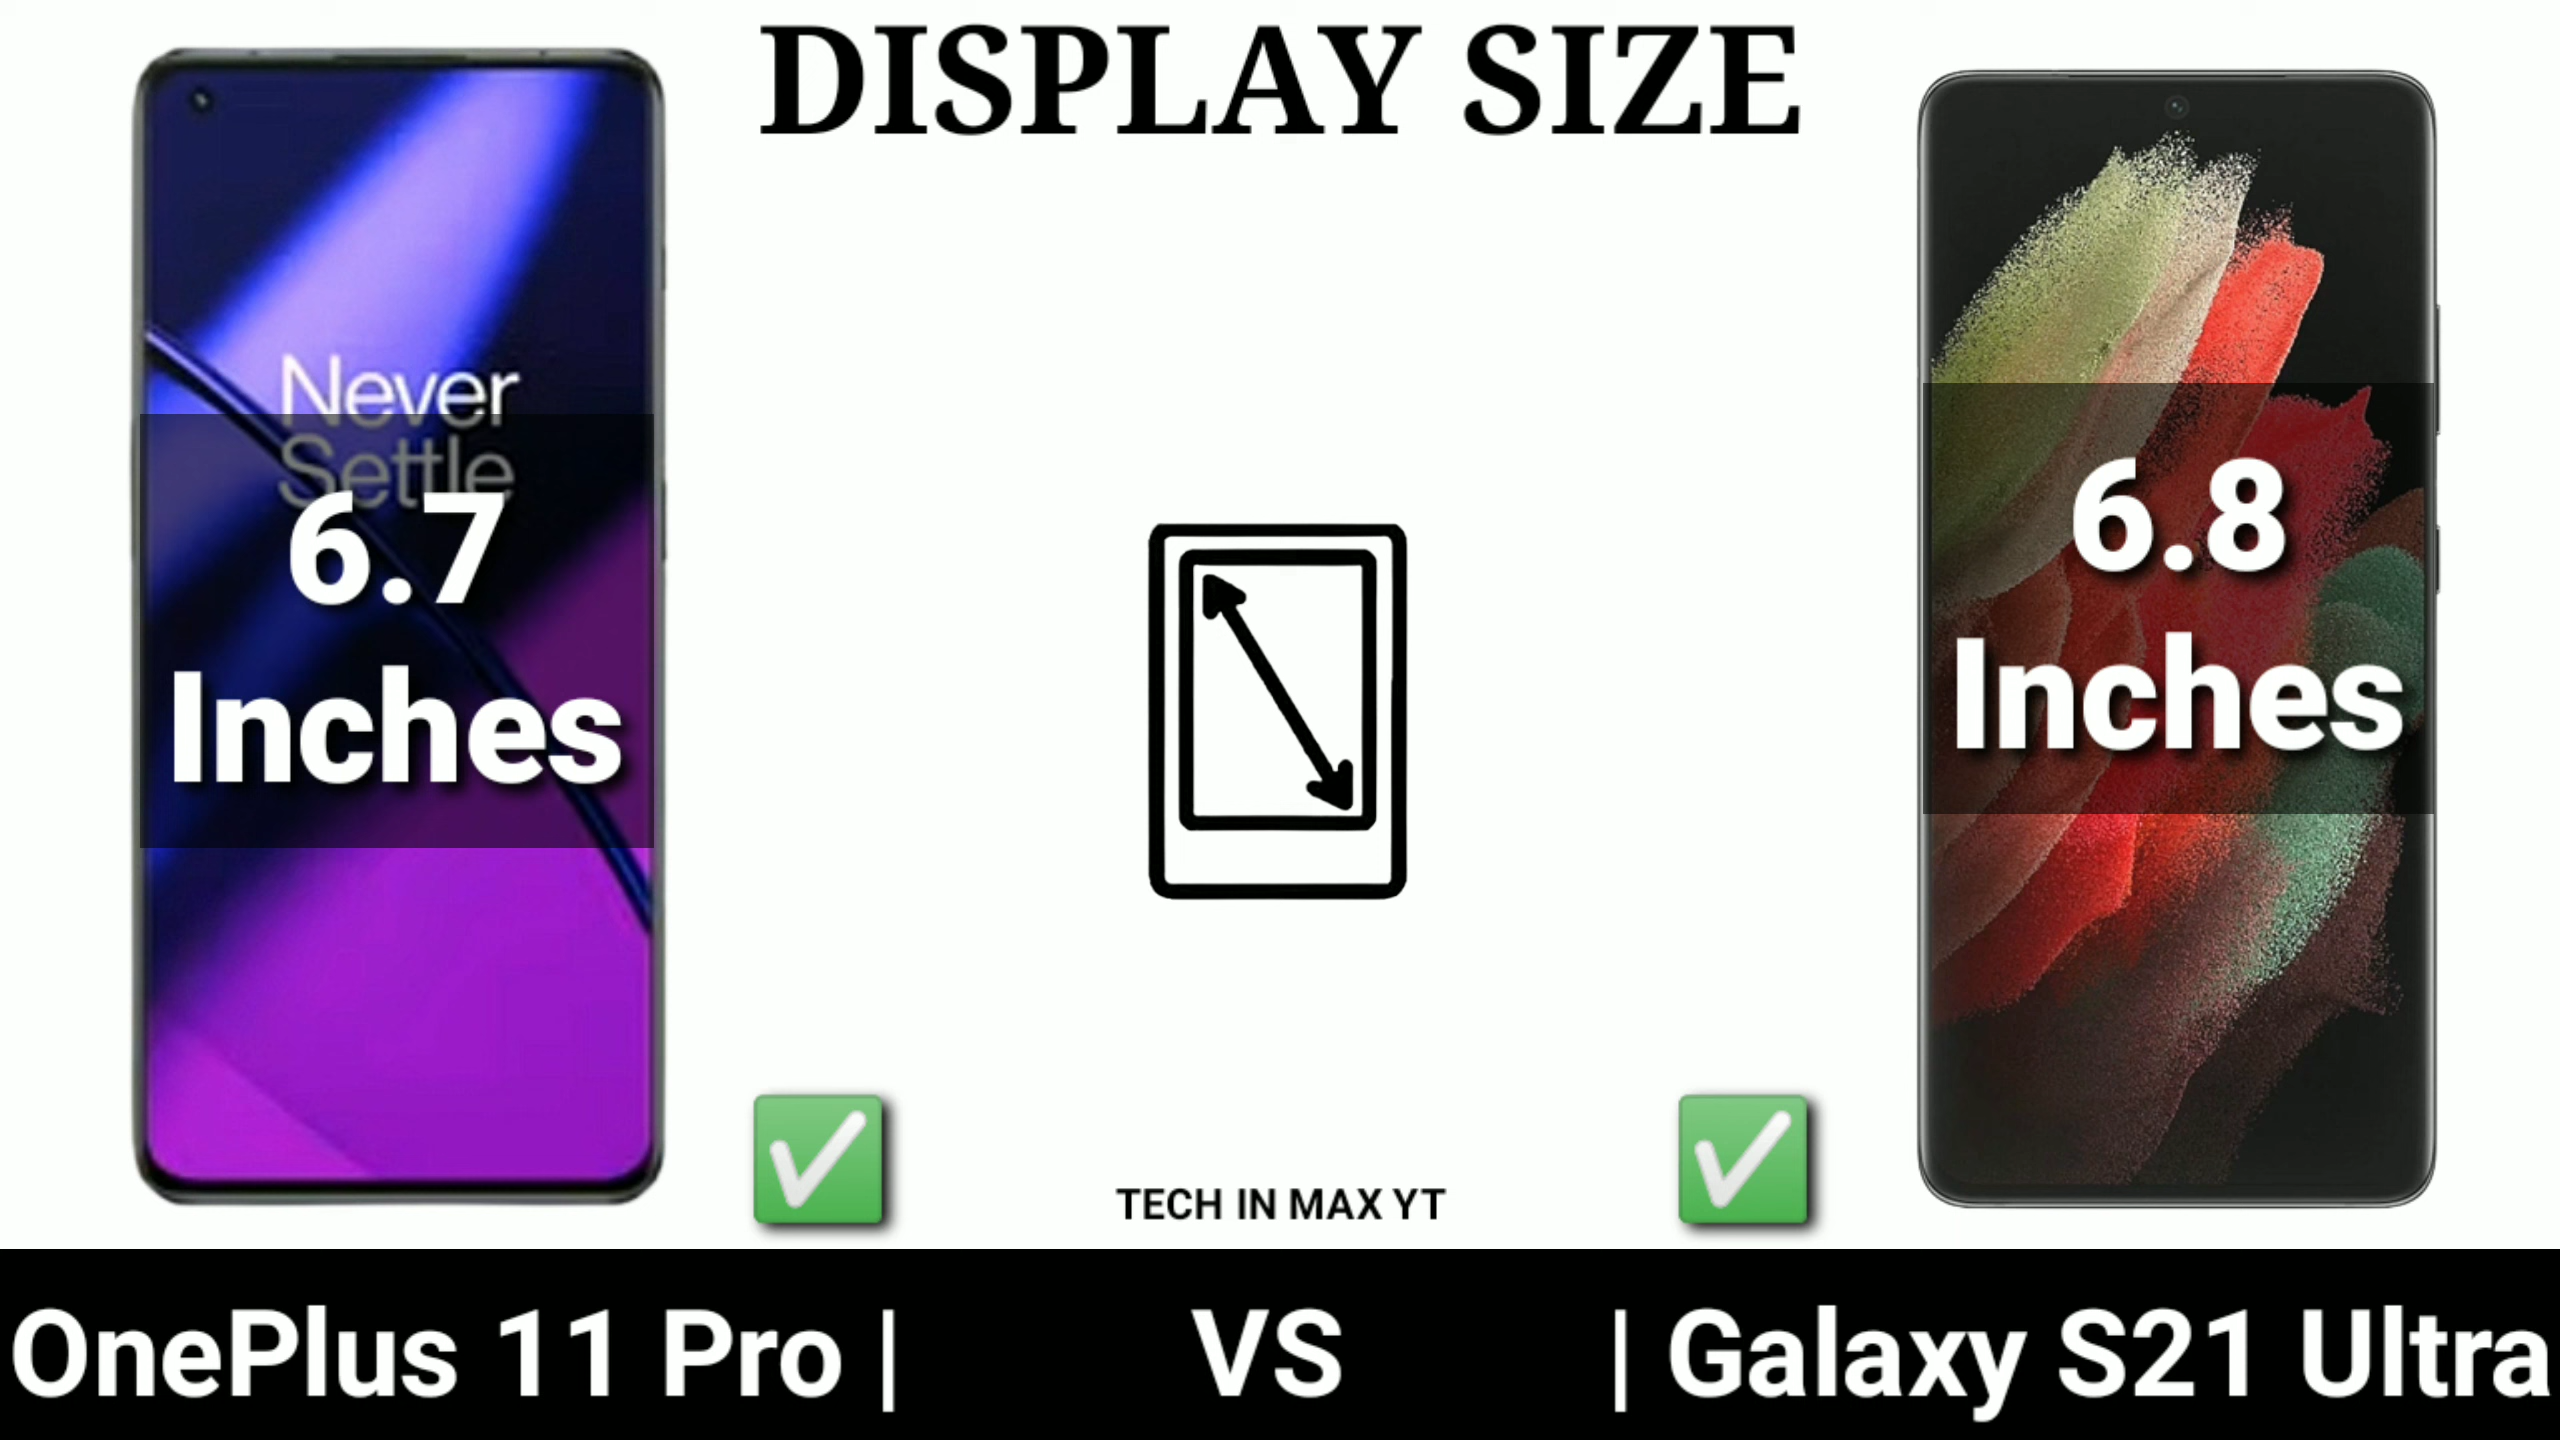 DISPLAY SIZE
Never
Settle
6.7
Inches
6.8
Inches
TECH IN MAX YT
OnePlus 11 Pro | VS | Galaxy S21 Ultra